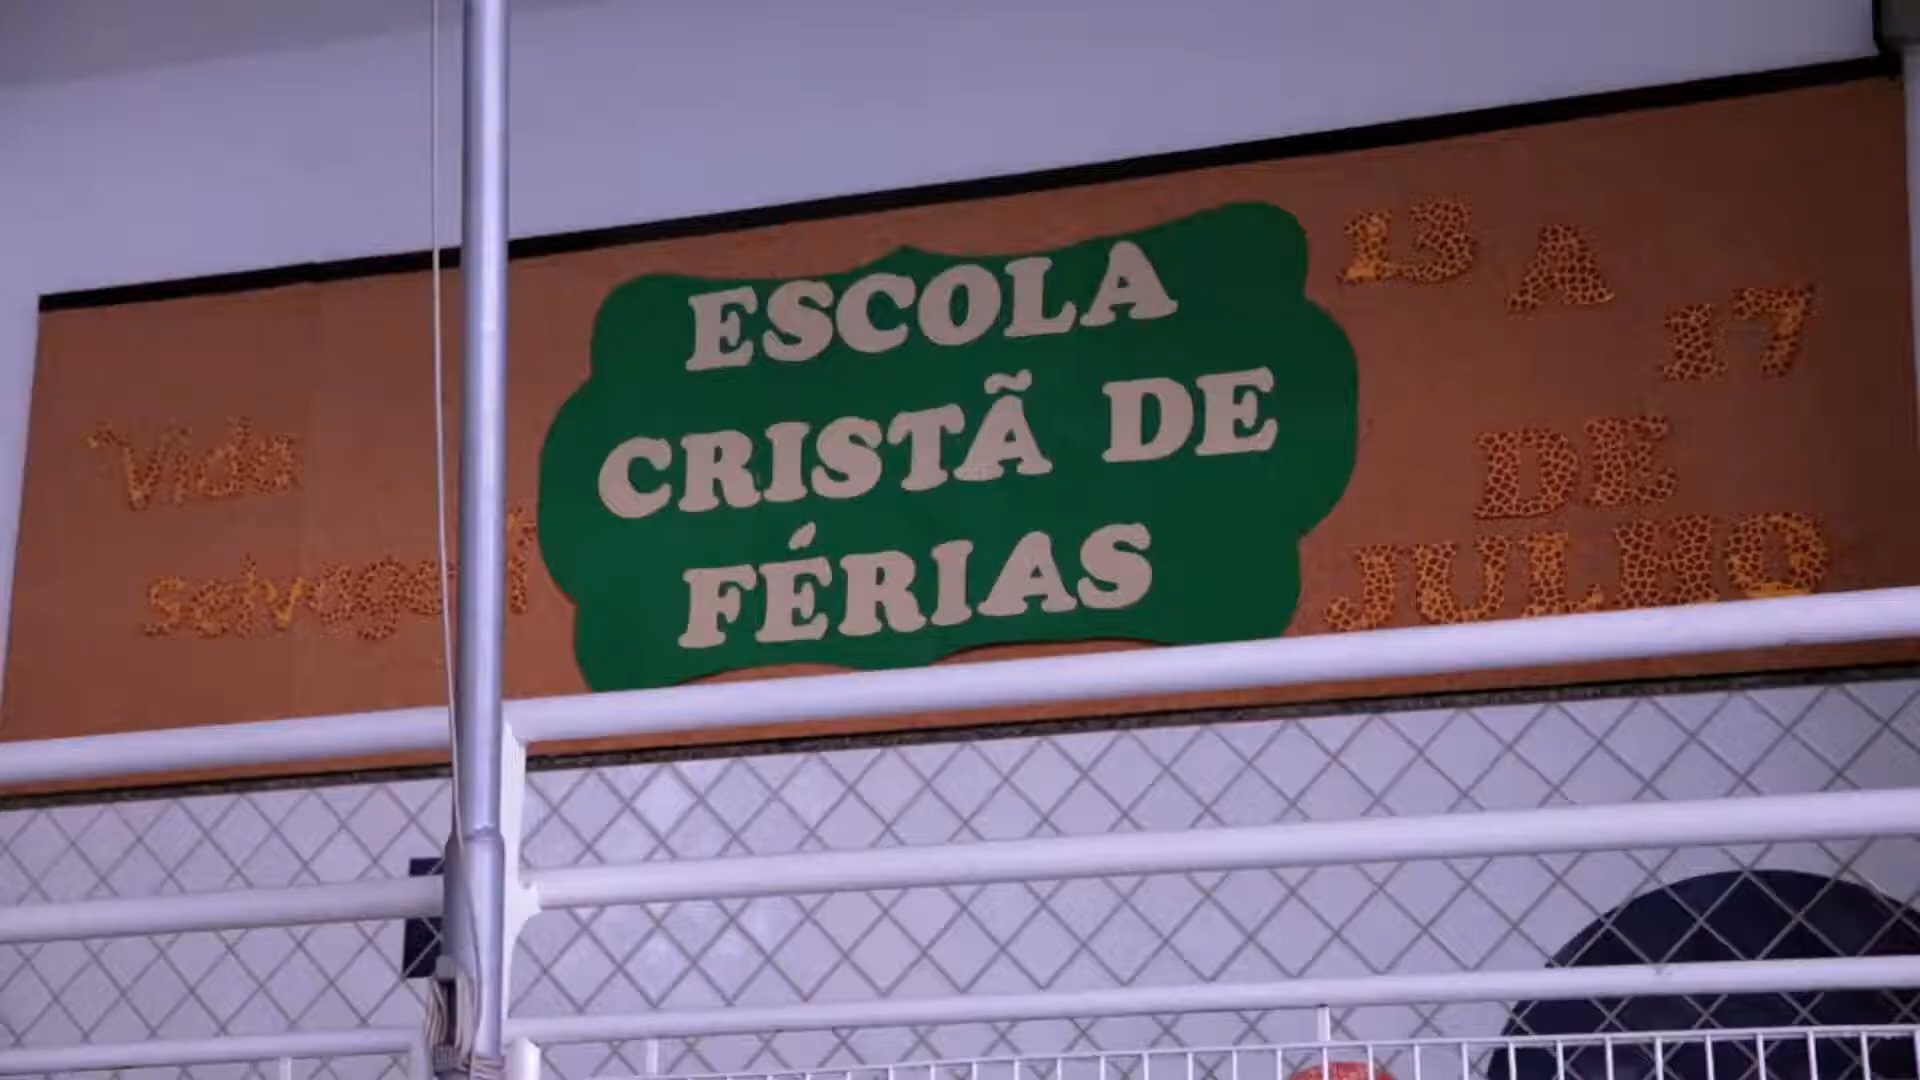 Vida
selvagem
ESCOLA
CRISTÃ DE
FÉRIAS
13 A
17
DE
JULHO